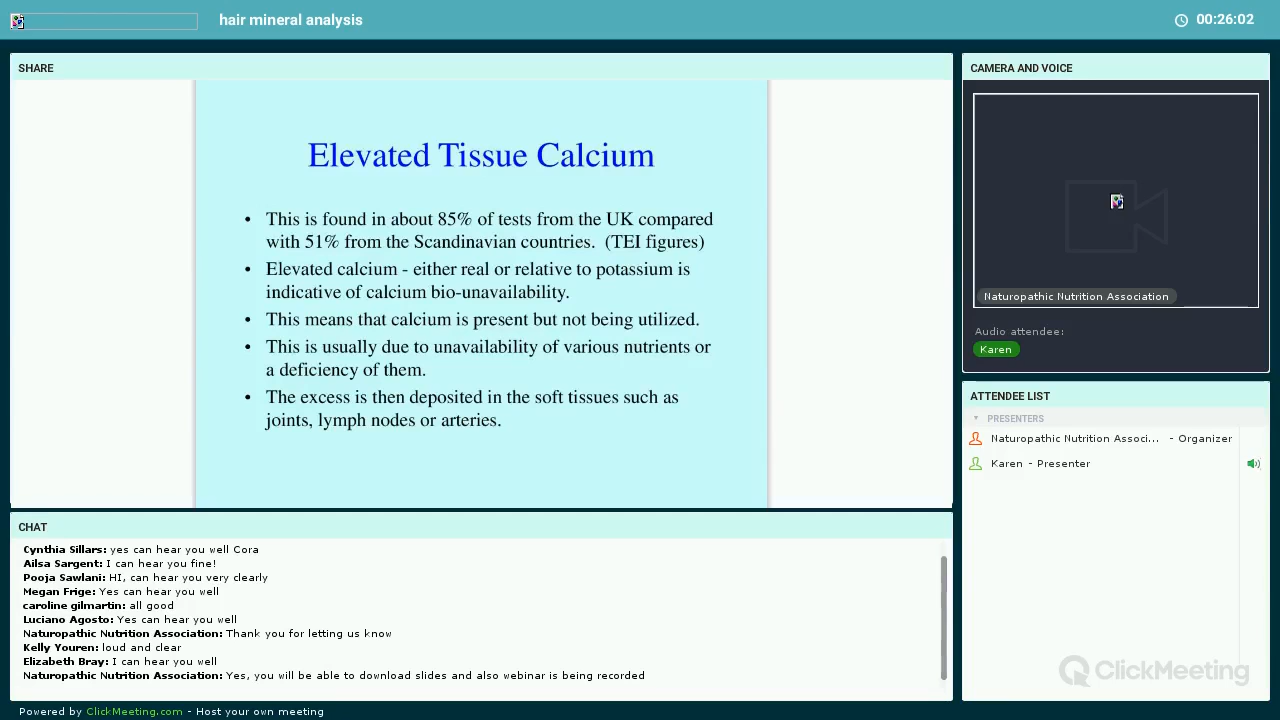 hair mineral analysis
00:26:02
SHARE
Elevated Tissue Calcium
• This is found in about 85% of tests from the UK compared
with 51% from the Scandinavian countries. (TEI figures)
• Elevated calcium - either real or relative to potassium is
indicative of calcium bio-unavailability.
• This means that calcium is present but not being utilized.
• This is usually due to unavailability of various nutrients or
a deficiency of them.
• The excess is then deposited in the soft tissues such as
joints, lymph nodes or arteries.
CHAT
Cynthia Sillars: yes can hear you well Cora
Ailsa Sargent: I can hear you fine!
Pooja Sawlani: HI, can hear you very clearly
Megan Frige: Yes can hear you well
caroline gilmartin: all good
Luciano Agosto: Yes can hear you well
Naturopathic Nutrition Association: Thank you for letting us know
Kelly Youren: loud and clear
Elizabeth Bray: I can hear you well
Naturopathic Nutrition Association: Yes, you will be able to download slides and also webinar is being recorded
CAMERA AND VOICE
Naturopathic Nutrition Association
Audio attendee:
Karen
ATTENDEE LIST
PRESENTERS
Naturopathic Nutrition Associ... - Organizer
Karen - Presenter
ClickMeeting
Powered by ClickMeeting.com - Host your own meeting